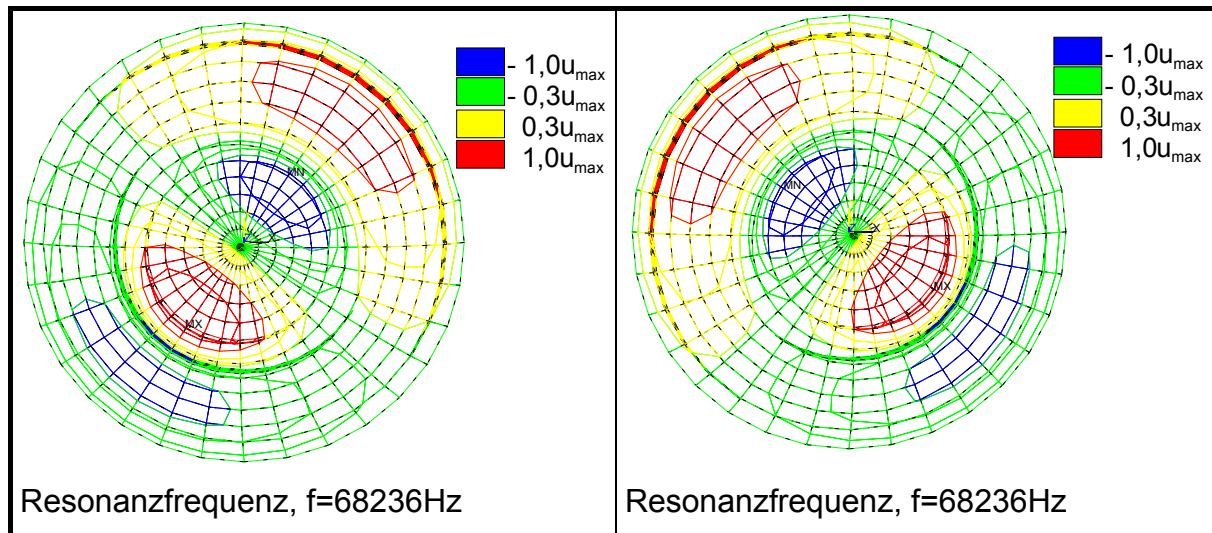 - 1,0umax
- 0,3umax
0,3umax
1,0umax
MN
X
MX
Resonanzfrequenz, f=68236Hz
- 1,0umax
- 0,3umax
0,3umax
1,0umax
MN
X
MX
Resonanzfrequenz, f=68236Hz